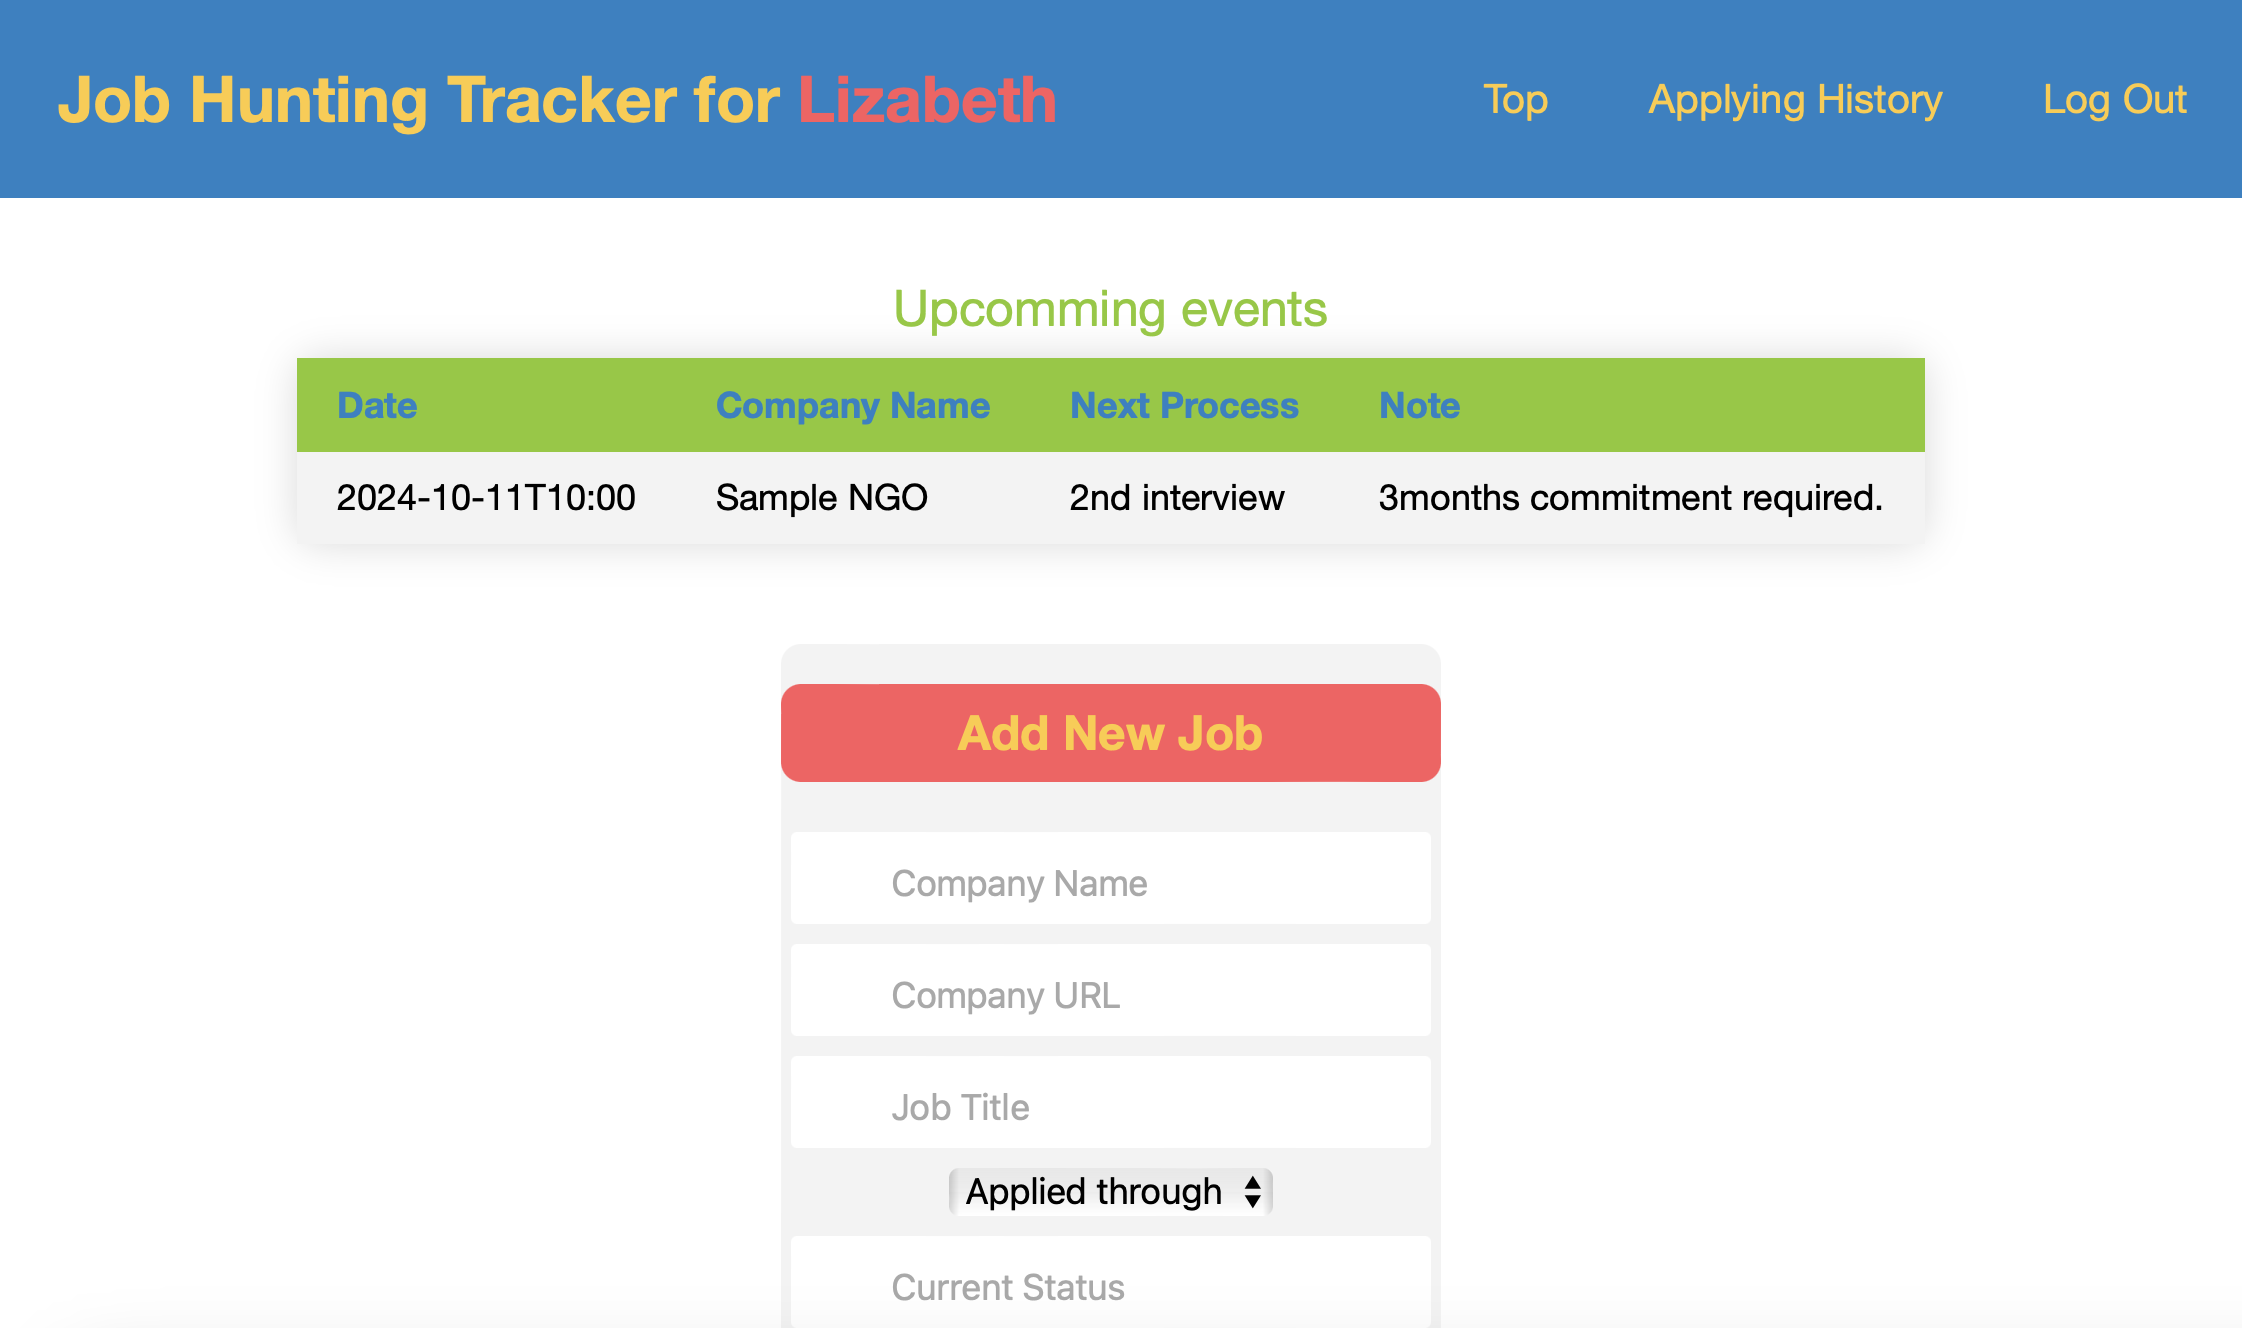 Job Hunting Tracker for Lizabeth Top Applying History Log Out
Upcomming events
Date Company Name Next Process Note
2024-10-11T10:00 Sample NGO 2nd interview 3months commitment required.
Add New Job
Company Name
Company URL
Job Title
Applied through
Current Status